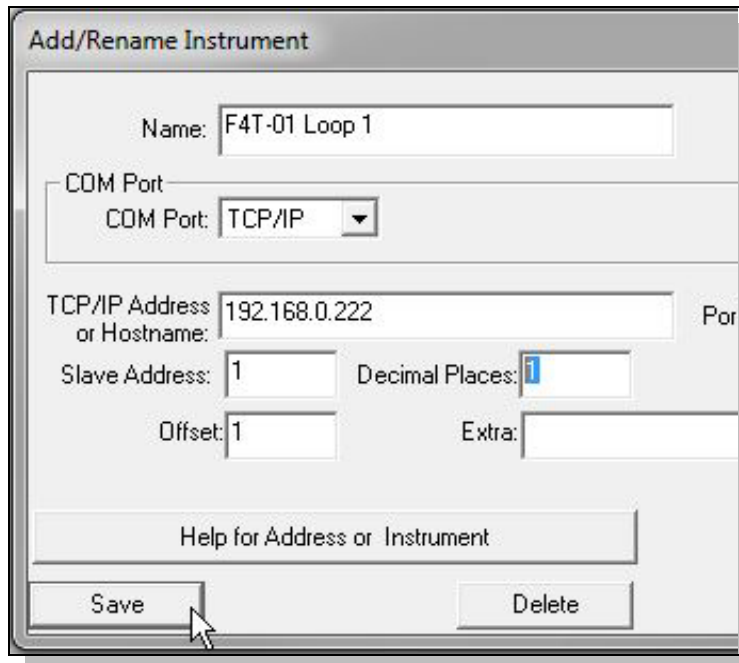 Add/Rename Instrument
Name: F4T-01 Loop 1
COM Port
COM Port: TCP/IP
TCP/IP Address
or Hostname: 192.168.0.222 Por
Slave Address: 1 Decimal Places: 1
Offset: 1 Extra:
Help for Address or Instrument
Save Delete